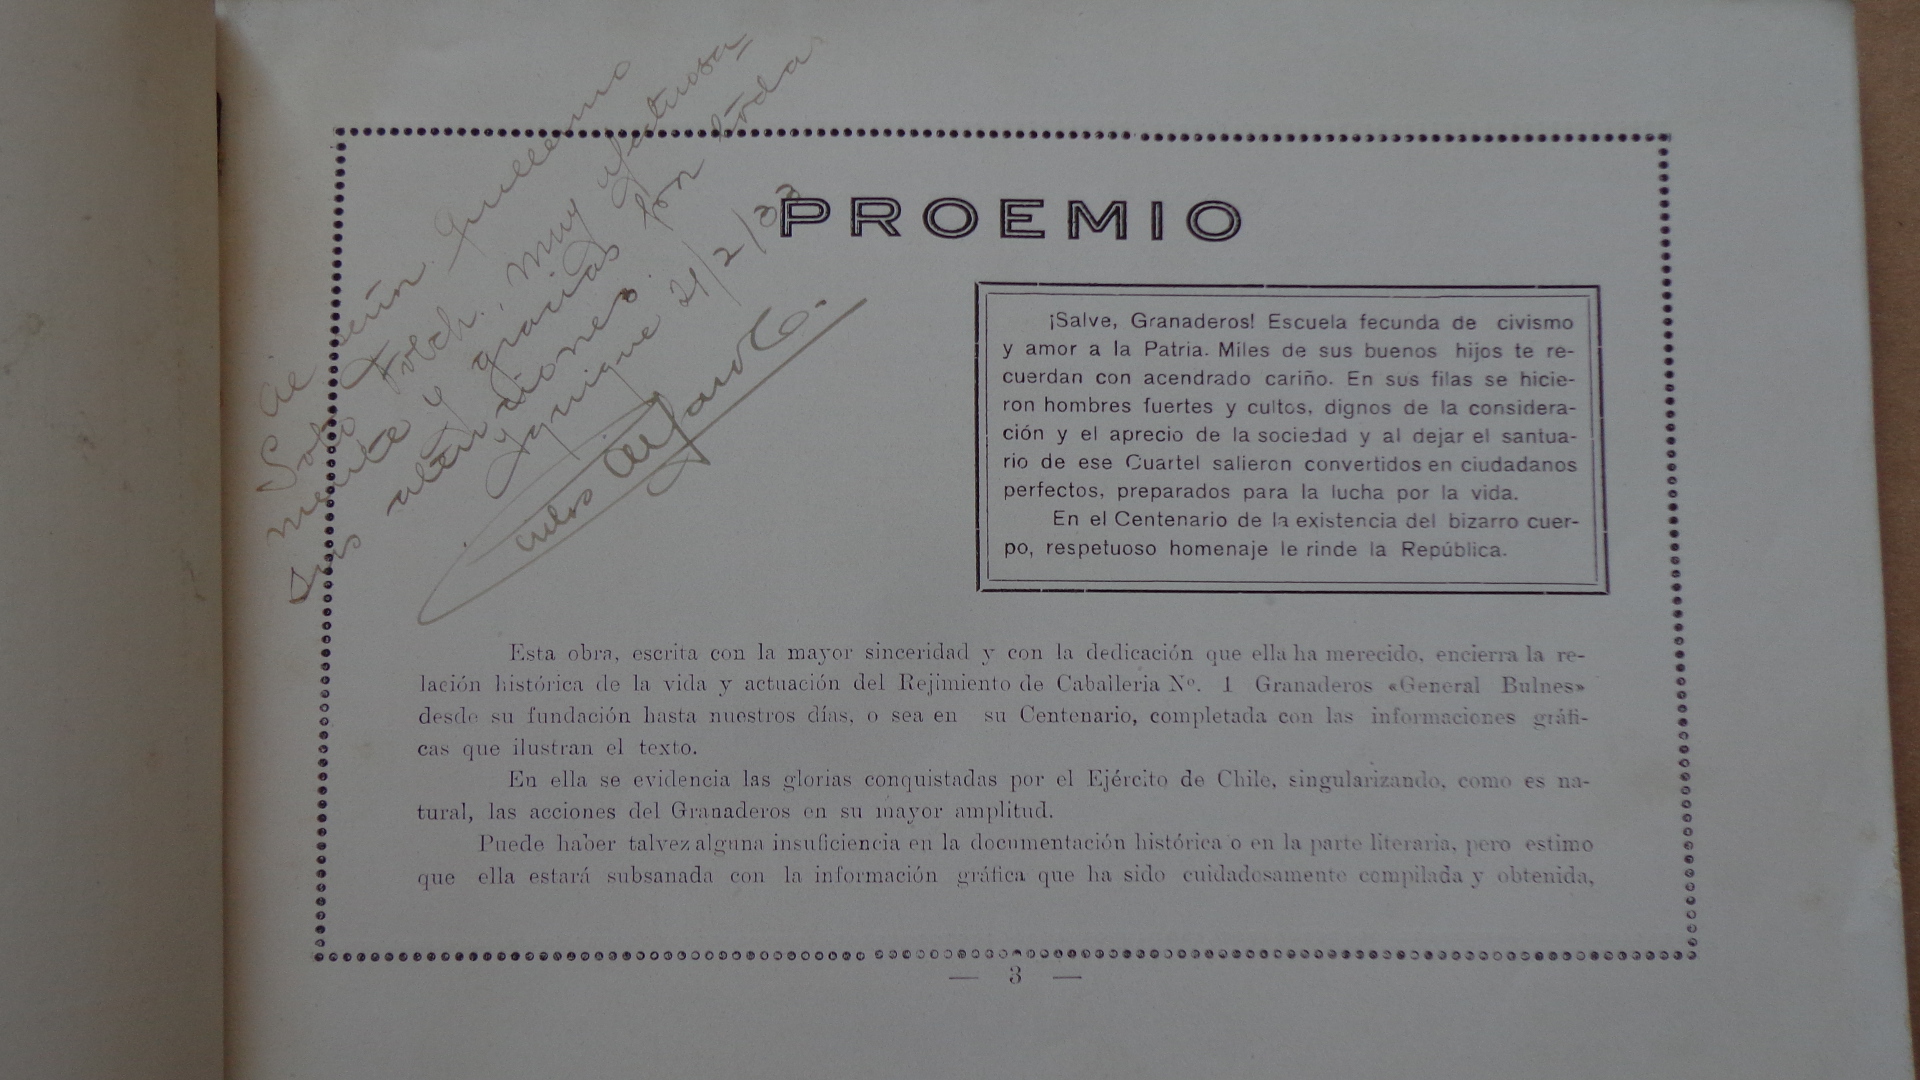 Al señor Guillermo
Soto Folch, muy afectuosa
mente y gracias por todas
sus atenciones.
Iquique 21/2/33
Carlos Alfaro C.
PROEMIO
¡Salve, Granaderos! Escuela fecunda de civismo
y amor a la Patria. Miles de sus buenos hijos te re-
cuerdan con acendrado cariño. En sus filas se hicie-
ron hombres fuertes y cultos, dignos de la considera-
ción y el aprecio de la sociedad y al dejar el santua-
rio de ese Cuartel salieron convertidos en ciudadanos
perfectos, preparados para la lucha por la vida.
En el Centenario de la existencia del bizarro cuer-
po, respetuoso homenaje le rinde la República.
Esta obra, escrita con la mayor sinceridad y con la dedicación que ella ha merecido, encierra la re-
lación histórica de la vida y actuación del Rejimiento de Caballeria Nº. 1 Granaderos «General Bulnes»
desde su fundación hasta nuestros días, o sea en su Centenario, completada con las informaciones gráfi-
cas que ilustran el texto.
En ella se evidencia las glorias conquistadas por el Ejército de Chile, singularizando, como es na-
tural, las acciones del Granaderos en su mayor amplitud.
Puede haber talvez alguna insuficiencia en la documentación histórica o en la parte literaria, pero estimo
que ella estará subsanada con la información gráfica que ha sido cuidadosamente compilada y obtenida,
— 3 —